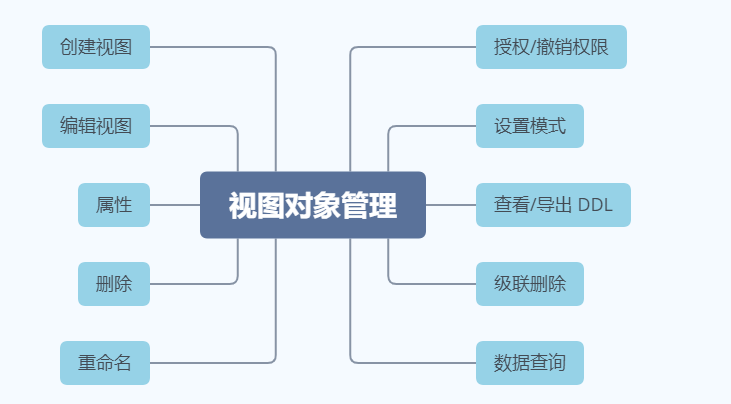 创建视图
编辑视图
属性
删除
重命名
视图对象管理
授权/撤销权限
设置模式
查看/导出 DDL
级联删除
数据查询